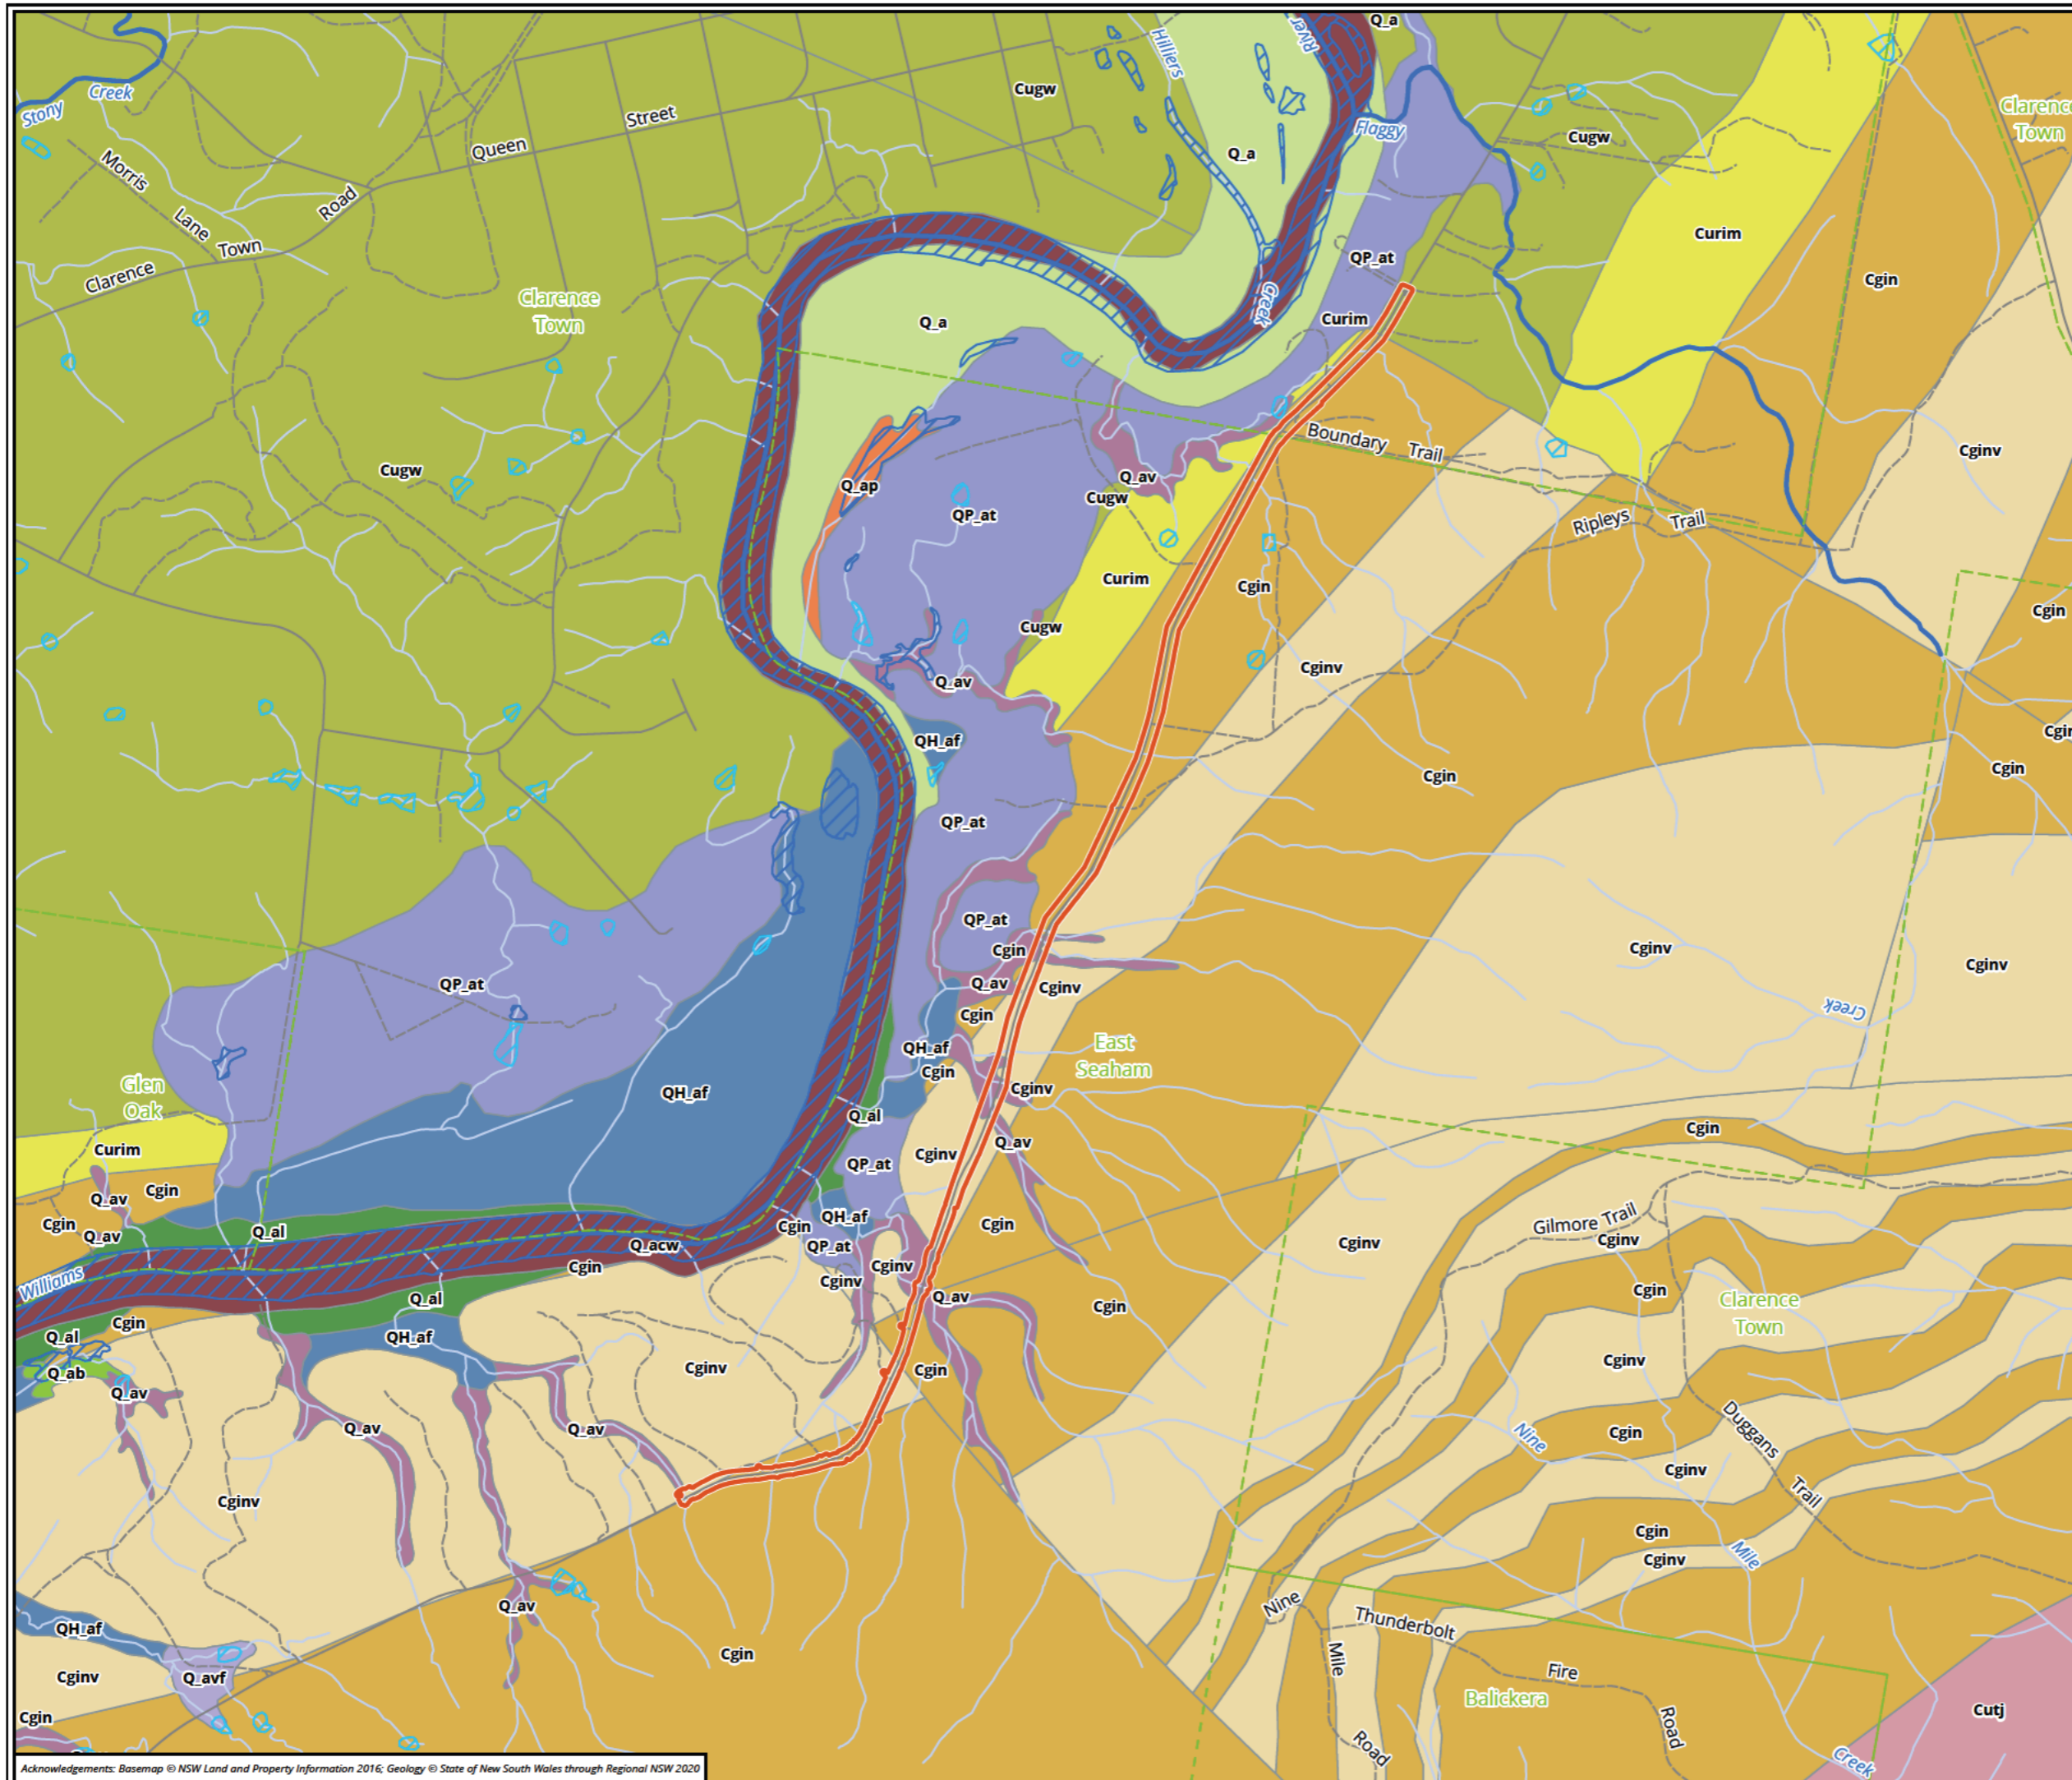 Q_a
Hilliers
River
Stony
Creek
Cugw
Clarence
Town
Street
Queen
Flaggy
Cugw
Q_a
Morris
Lane
Road
Town
Clarence
Curim
QP_at
Cgin
Clarence
Town
Creek
Q_a
Curim
Boundary
Trail
Cginv
Cugw
Q_av
Q_ap
Cugw
QP_at
Ripleys
Trail
Curim
Cgin
Cgin
Cugw
Cginv
Q_av
QH_af
Cgin
Cgin
QP_at
QP_at
Cgin
Cginv
Cginv
QP_at
Q_av
Cginv
Creek
Cgin
East
Seaham
QH_af
Cgin
Glen
Oak
QH_af
Cginv
Q_al
Cgin
Curim
Q_av
Cginv
QP_at
Cgin
Q_av
QH_af
Gilmore Trail
Cgin
Cgin
Cgin
Q_av
Q_al
QP_at
Q_acw
Cginv
Cginv
Cgin
Cginv
Cginv
Williams
Cgin
Q_av
Clarence
Town
Q_al
Cgin
Cgin
Q_al
QH_af
Cginv
Cgin
Cginv
Q_ab
Q_av
Duggans
Q_av
Q_av
Nine
Cgin
Cginv
Trail
Cginv
Cgin
Mile
Cginv
Nine
Q_av
Thunderbolt
QH_af
Mile
Cgin
Fire
Cginv
Q_avf
Balickera
Cgin
Road
Road
Cutj
Creek
Acknowledgements: Basemap © NSW Land and Property Information 2016; Geology © State of New South Wales through Regional NSW 2020